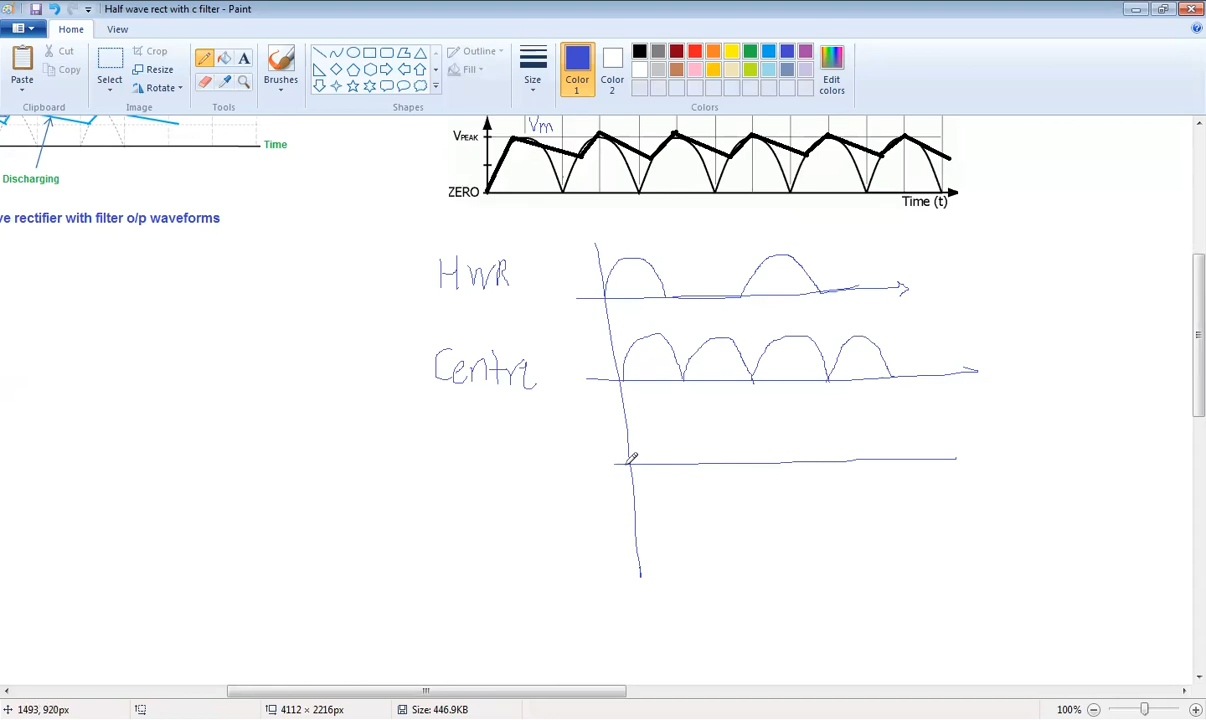 Half wave rect with c filter - Paint
Home View
Paste
Cut
Copy
Clipboard
Select
Crop
Resize
Rotate
Image
A
Tools
Brushes
Outline
Fill
Shapes
Size
Color 1
Color 2
Edit colors
Colors
VPEAK
Vm
ZERO
Time (t)
Time
Discharging
ve rectifier with filter o/p waveforms
HWR
Centre
1493, 920px
4112 × 2216px
Size: 446.9KB
100%